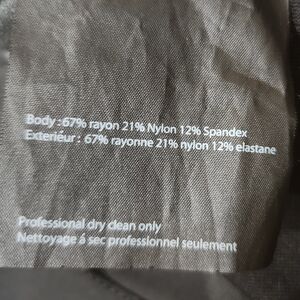 Body : 67% rayon 21% Nylon 12% Spandex
Exteriéur : 67% rayonne 21% nylon 12% elastane
Professional dry clean only
Nettoyage á sec professionnel seulement